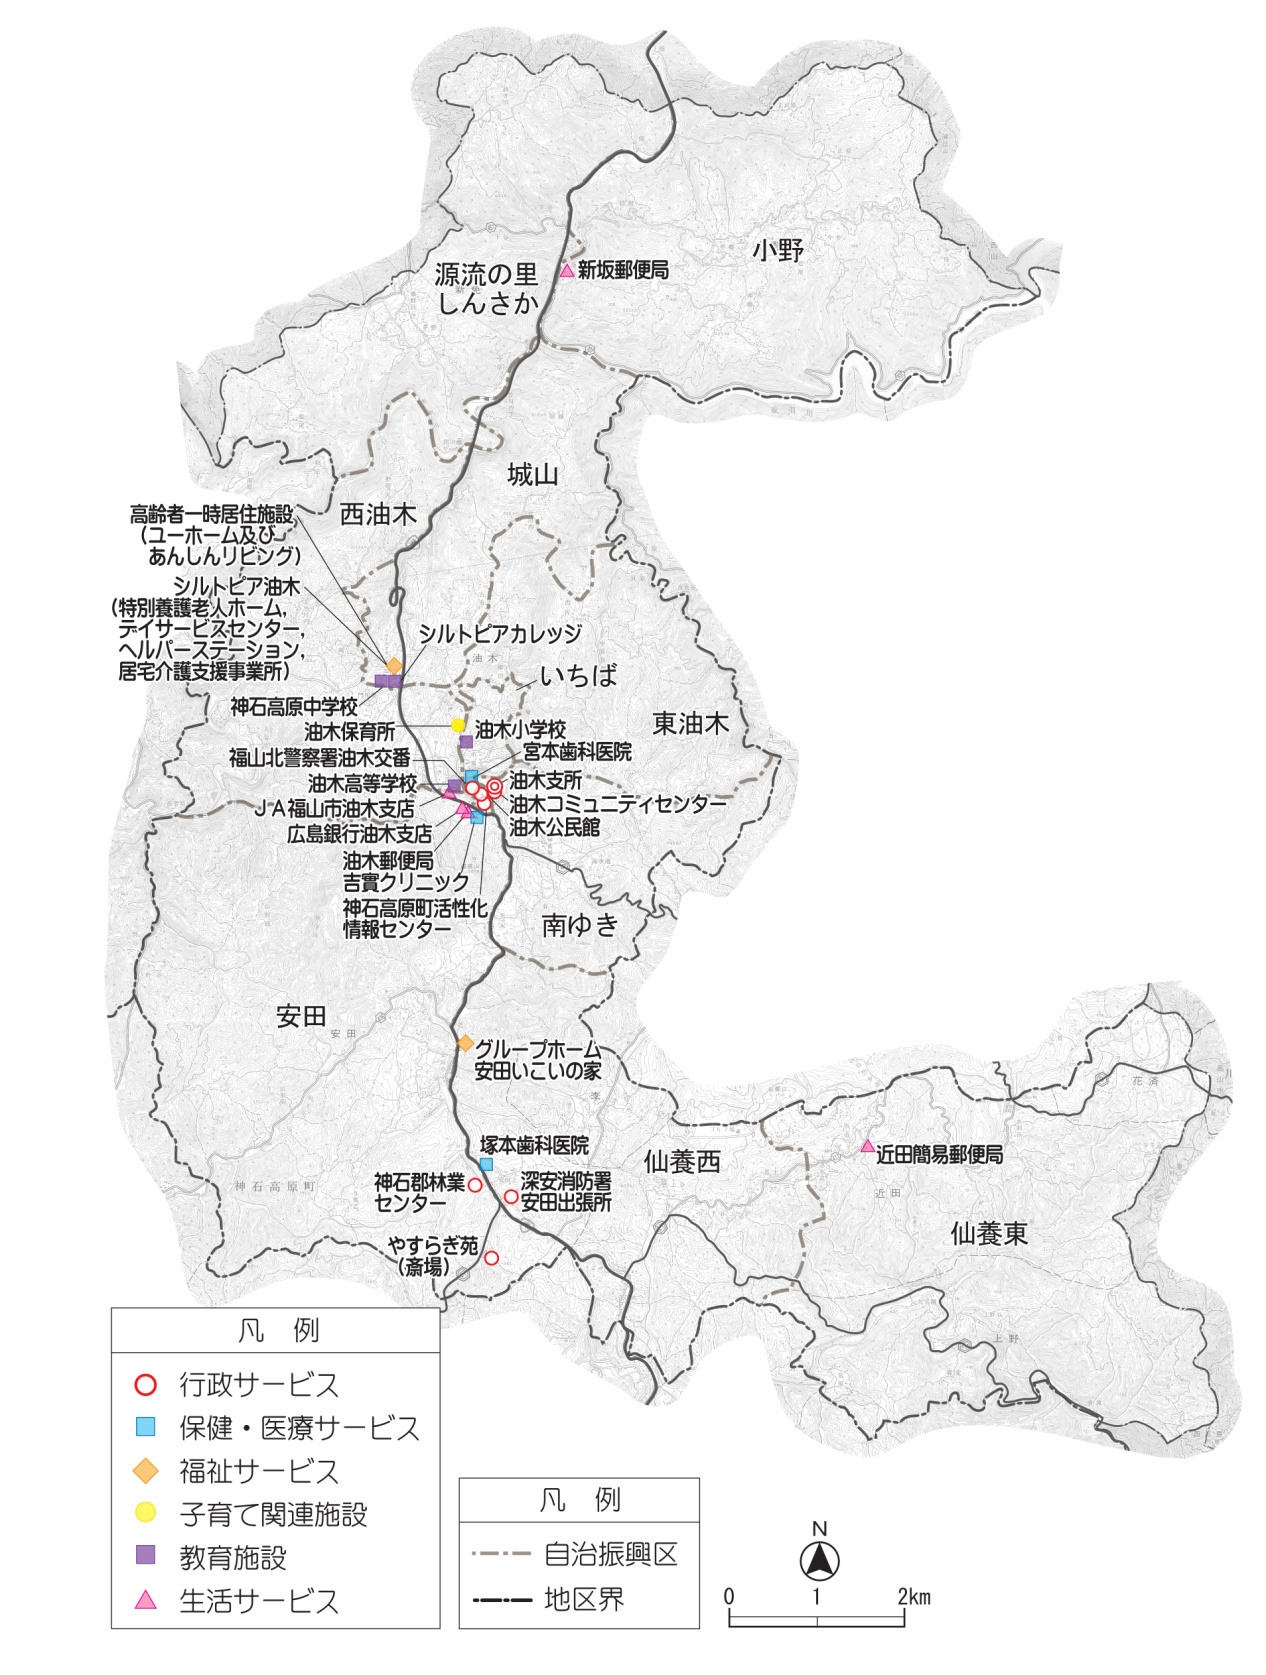 小野
源流の里
しんさか
新坂郵便局
城山
西油木
高齢者一時居住施設
(ユーホーム及び
あんしんリビング)
シルトピア油木
(特別養護老人ホーム,
デイサービスセンター,
ヘルパーステーション,
居宅介護支援事業所)
シルトピアカレッジ
油木
いちば
神石高原中学校
油木保育所
油木小学校
東油木
福山北警察署油木交番
宮本歯科医院
油木高等学校
油木支所
JA福山市油木支店
油木コミュニティセンター
広島銀行油木支店
油木公民館
油木郵便局
吉實クリニック
神石高原町活性化
情報センター
南ゆき
安田
安田
グループホーム
安田いこいの家
李
花済
塚本歯科医院
仙養西
近田簡易郵便局
神石郡林業
センター
深安消防署
安田出張所
近田
神石高原町
仙養東
やすらぎ苑
(斎場)
上野
凡 例
行政サービス
保健・医療サービス
福祉サービス
子育て関連施設
教育施設
生活サービス
凡 例
自治振興区
地区界
N
0 1 2km